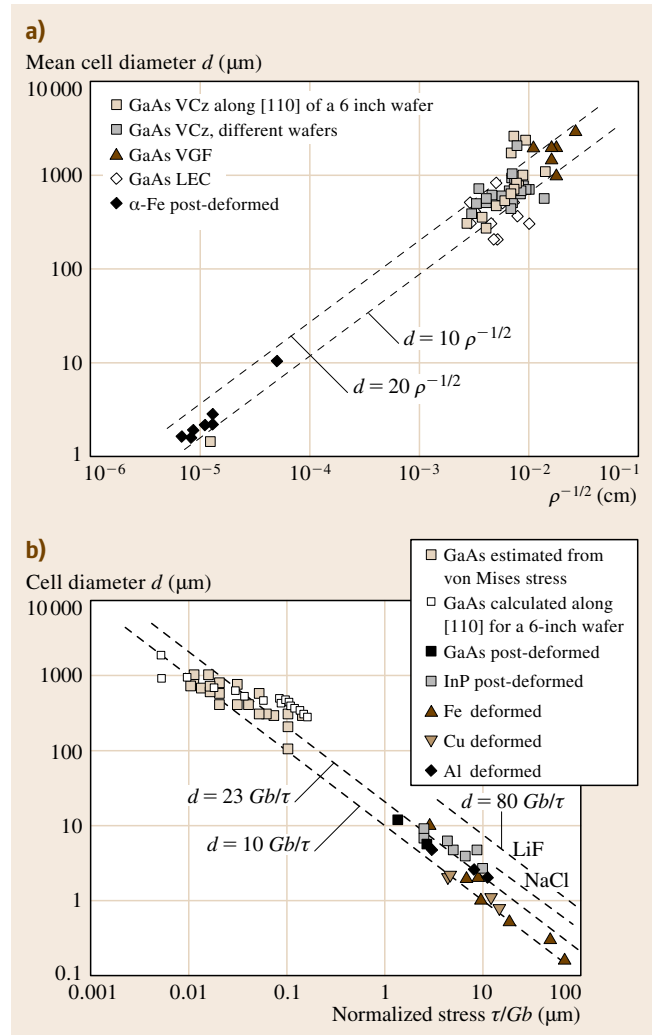 a)
Mean cell diameter d (μm)
10 000
1000
100
10
1
GaAs VCz along [110] of a 6 inch wafer
GaAs VCz, different wafers
GaAs VGF
GaAs LEC
α-Fe post-deformed
d = 10 ρ⁻¹/²
d = 20 ρ⁻¹/²
10⁻⁶ 10⁻⁵ 10⁻⁴ 10⁻³ 10⁻² 10⁻¹
ρ⁻¹/² (cm)
b)
Cell diameter d (μm)
10 000
1000
100
10
1
0.1
GaAs estimated from
von Mises stress
GaAs calculated along
[110] for a 6-inch wafer
GaAs post-deformed
InP post-deformed
Fe deformed
Cu deformed
Al deformed
d = 80 Gb/τ
d = 23 Gb/τ
d = 10 Gb/τ
LiF
NaCl
0.001 0.01 0.1 1 10 100
Normalized stress τ/Gb (μm)